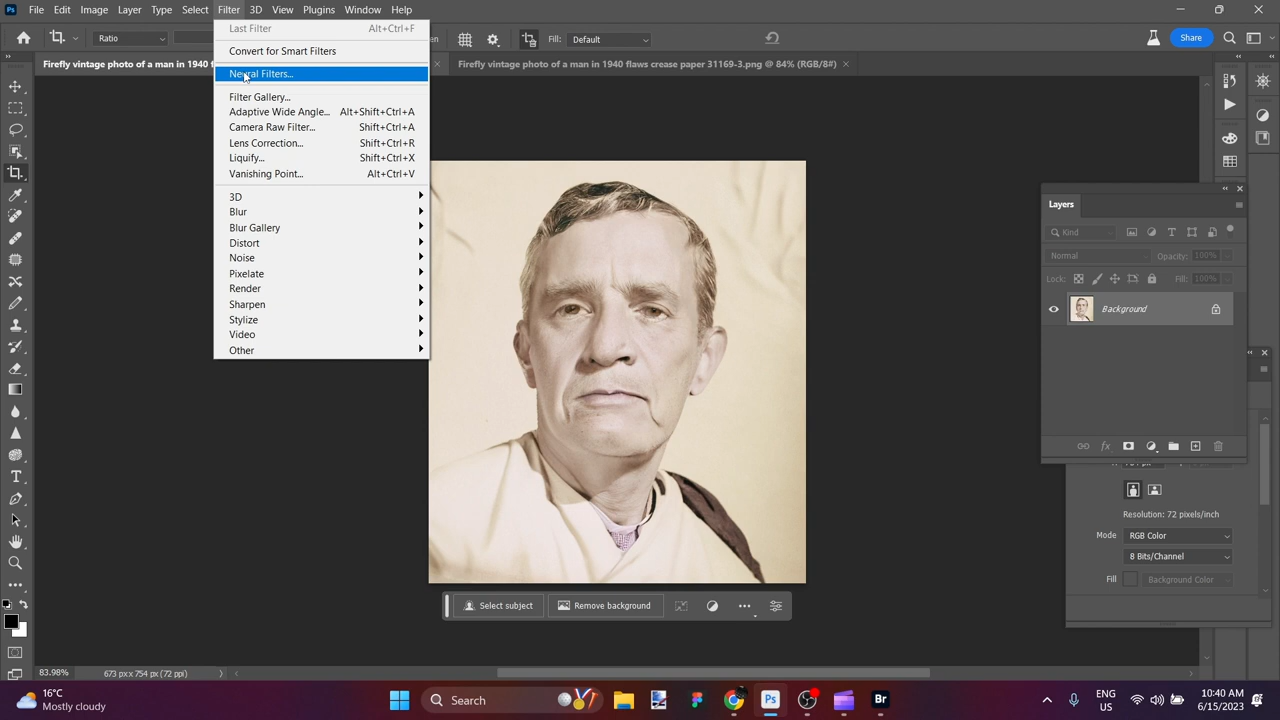 Ps File Edit Image Layer Type Select Filter 3D View Plugins Window Help
Ratio
Fill: Default
Share
Firefly vintage photo of a man in 1940 f
Firefly vintage photo of a man in 1940 flaws crease paper 31169-3.png @ 84% (RGB/8#)
Last Filter Alt+Ctrl+F
Convert for Smart Filters
Neural Filters...
Filter Gallery...
Adaptive Wide Angle... Alt+Shift+Ctrl+A
Camera Raw Filter... Shift+Ctrl+A
Lens Correction... Shift+Ctrl+R
Liquify... Shift+Ctrl+X
Vanishing Point... Alt+Ctrl+V
3D
Blur
Blur Gallery
Distort
Noise
Pixelate
Render
Sharpen
Stylize
Video
Other
Layers
Kind
Normal Opacity: 100%
Lock: Fill: 100%
Background
Resolution: 72 pixels/inch
Mode RGB Color
8 Bits/Channel
Fill Background Color
Select subject Remove background
83.98% 673 px x 754 px (72 ppi)
16°C
Mostly cloudy
Search
Ps
Br
ENG
US
10:40 AM
6/15/2023